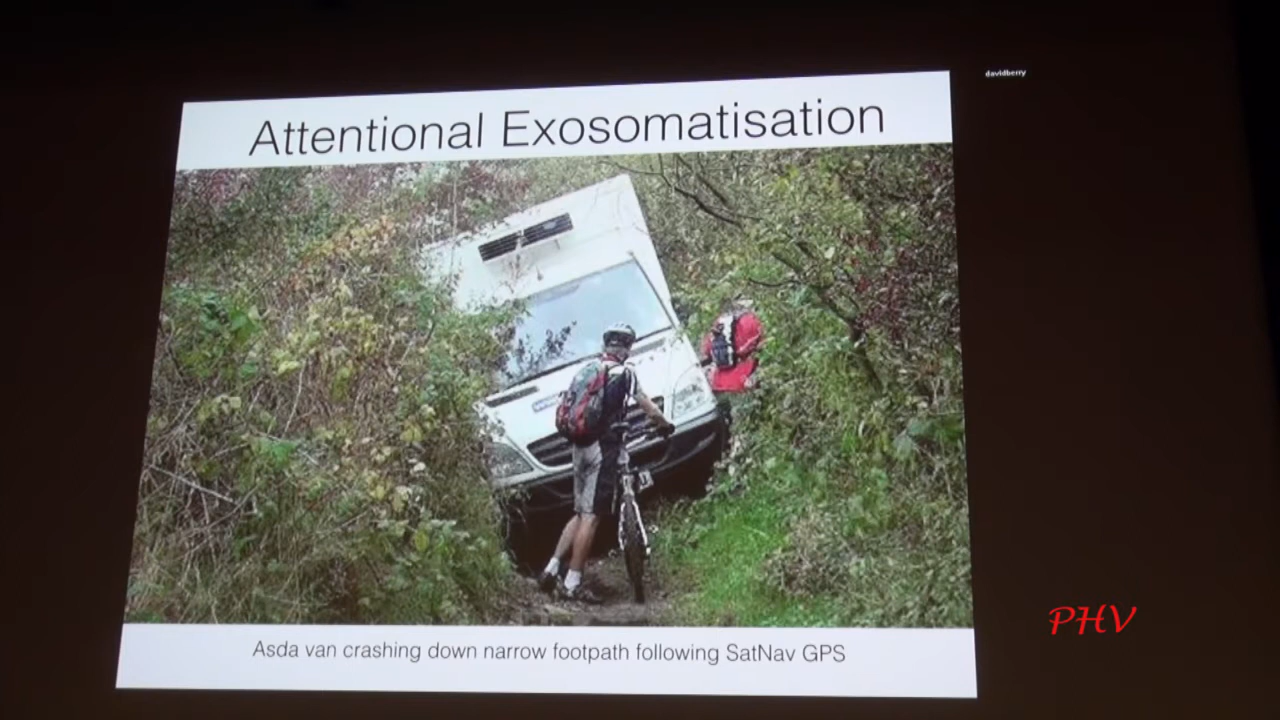 davidberry
Attentional Exosomatisation
Asda van crashing down narrow footpath following SatNav GPS
PHV